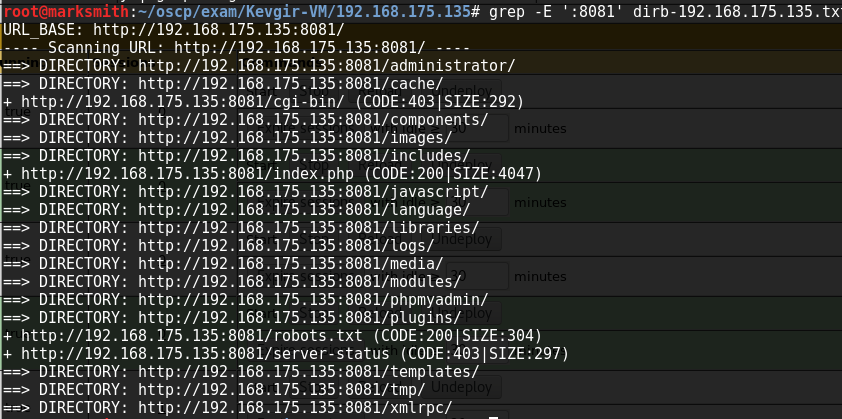 root@marksmith:~/oscp/exam/Kevgir-VM/192.168.175.135# grep -E ':8081' dirb-192.168.175.135.txt
URL_BASE: http://192.168.175.135:8081/
---- Scanning URL: http://192.168.175.135:8081/ ----
==> DIRECTORY: http://192.168.175.135:8081/administrator/
==> DIRECTORY: http://192.168.175.135:8081/cache/
+ http://192.168.175.135:8081/cgi-bin/ (CODE:403|SIZE:292)
==> DIRECTORY: http://192.168.175.135:8081/components/
==> DIRECTORY: http://192.168.175.135:8081/images/ 30 minutes
==> DIRECTORY: http://192.168.175.135:8081/includes/
+ http://192.168.175.135:8081/index.php (CODE:200|SIZE:4047)
==> DIRECTORY: http://192.168.175.135:8081/javascript/
==> DIRECTORY: http://192.168.175.135:8081/language/ minutes
==> DIRECTORY: http://192.168.175.135:8081/libraries/
==> DIRECTORY: http://192.168.175.135:8081/logs/ Undeploy
==> DIRECTORY: http://192.168.175.135:8081/media/
==> DIRECTORY: http://192.168.175.135:8081/modules/ minutes
==> DIRECTORY: http://192.168.175.135:8081/phpmyadmin/
==> DIRECTORY: http://192.168.175.135:8081/plugins/
+ http://192.168.175.135:8081/robots.txt (CODE:200|SIZE:304)
+ http://192.168.175.135:8081/server-status (CODE:403|SIZE:297)
==> DIRECTORY: http://192.168.175.135:8081/templates/
==> DIRECTORY: http://192.168.175.135:8081/tmp/
==> DIRECTORY: http://192.168.175.135:8081/xmlrpc/